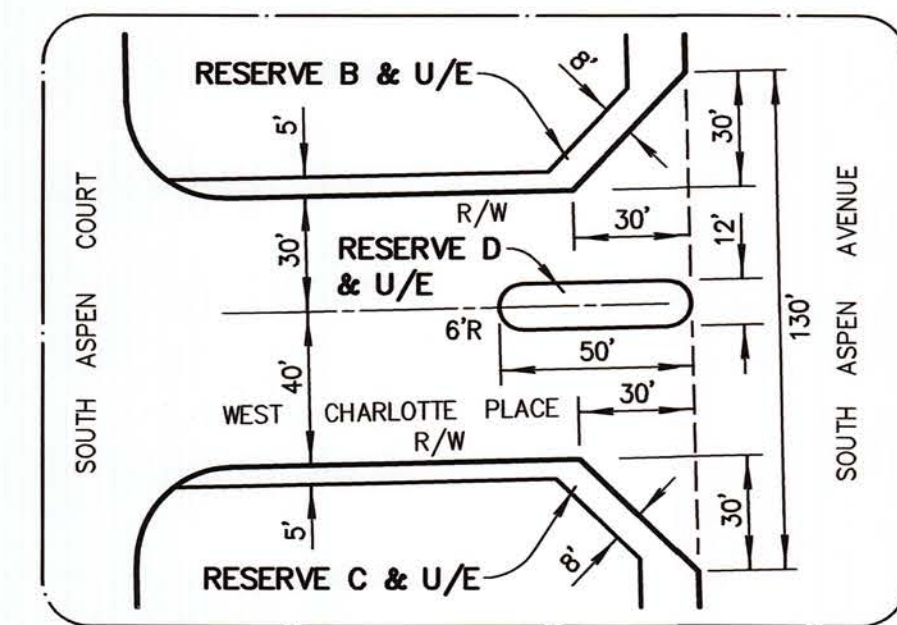 RESERVE B & U/E
8'
5'
30'
R/W
30'
30'
RESERVE D
& U/E
12'
6'R
50'
130'
40'
30'
WEST CHARLOTTE PLACE
R/W
30'
5'
8'
RESERVE C & U/E
SOUTH ASPEN COURT
SOUTH ASPEN AVENUE